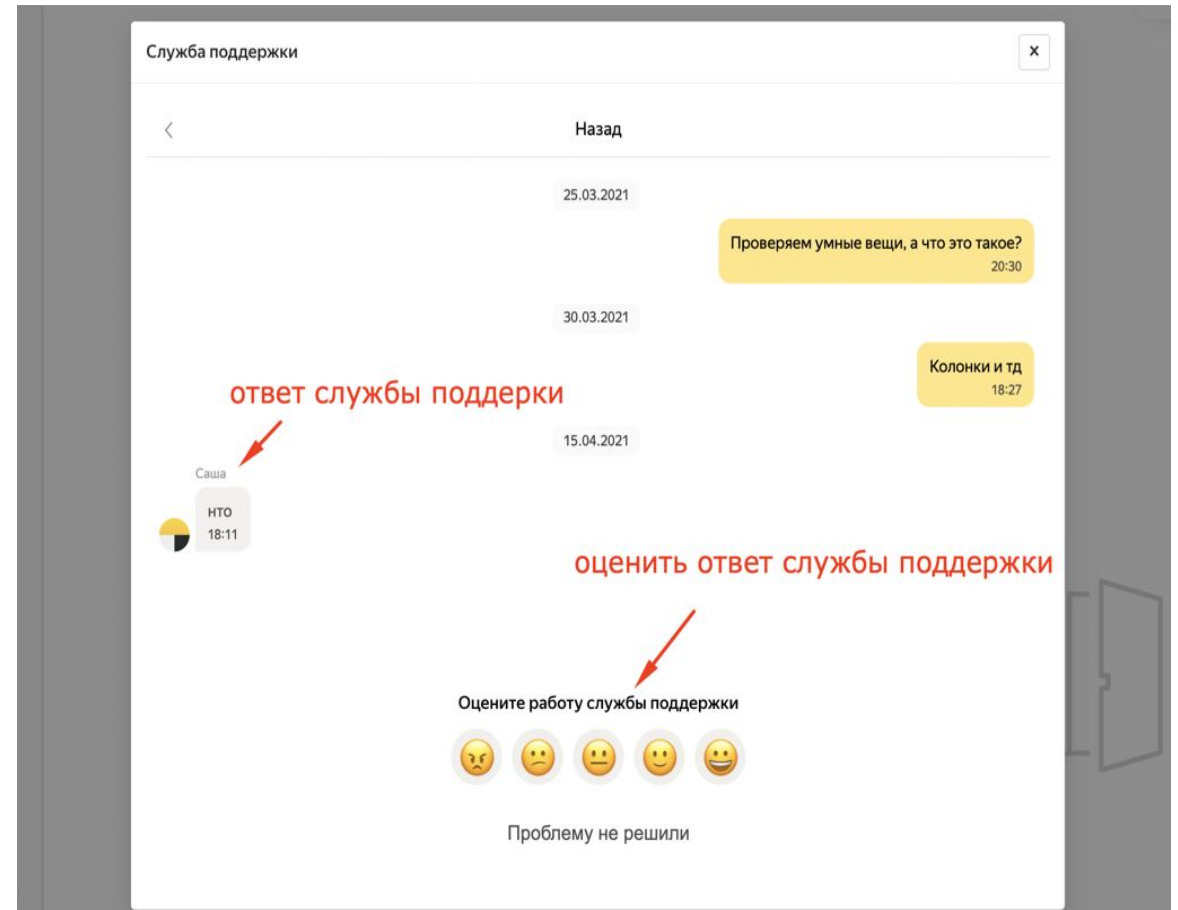 Служба поддержки
x
Назад
25.03.2021
Проверяем умные вещи, а что это такое?
20:30
30.03.2021
Колонки и тд
18:27
ответ службы поддерки
15.04.2021
Саша
нто
18:11
оценить ответ службы поддержки
Оцените работу службы поддержки
Проблему не решили